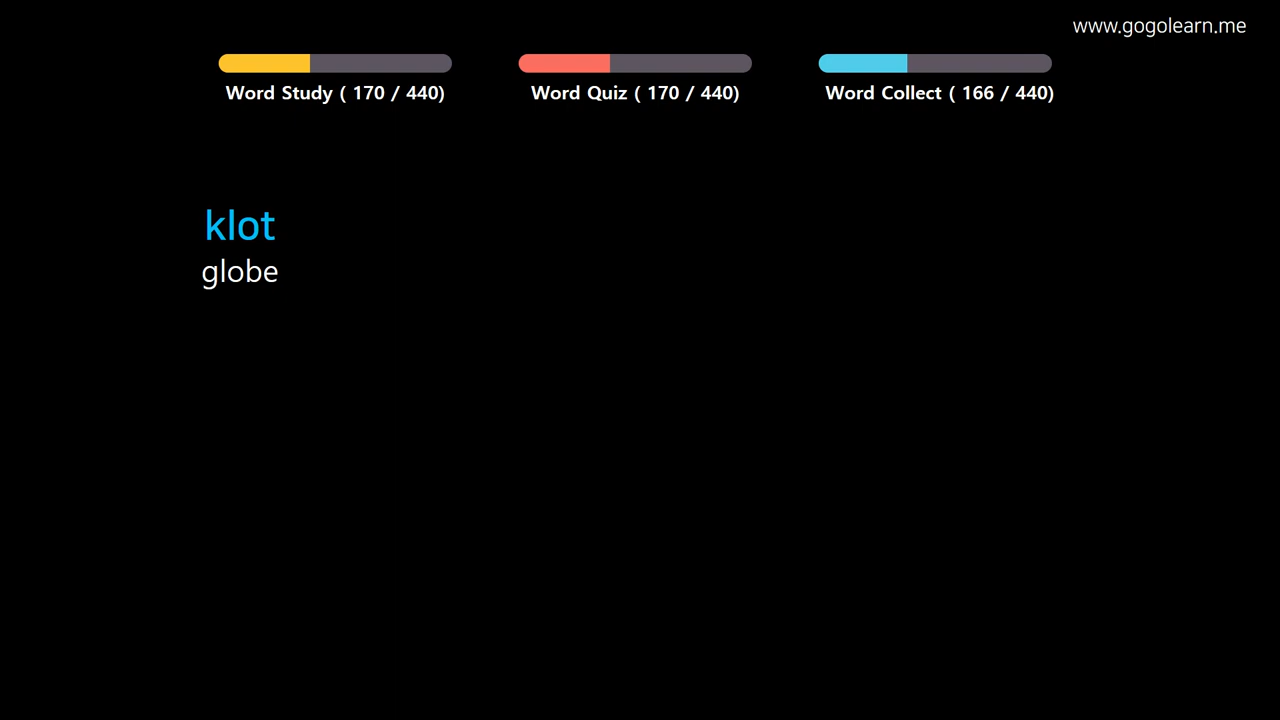 www.gogolearn.me
Word Study ( 170 / 440)
Word Quiz ( 170 / 440)
Word Collect ( 166 / 440)
klot
globe